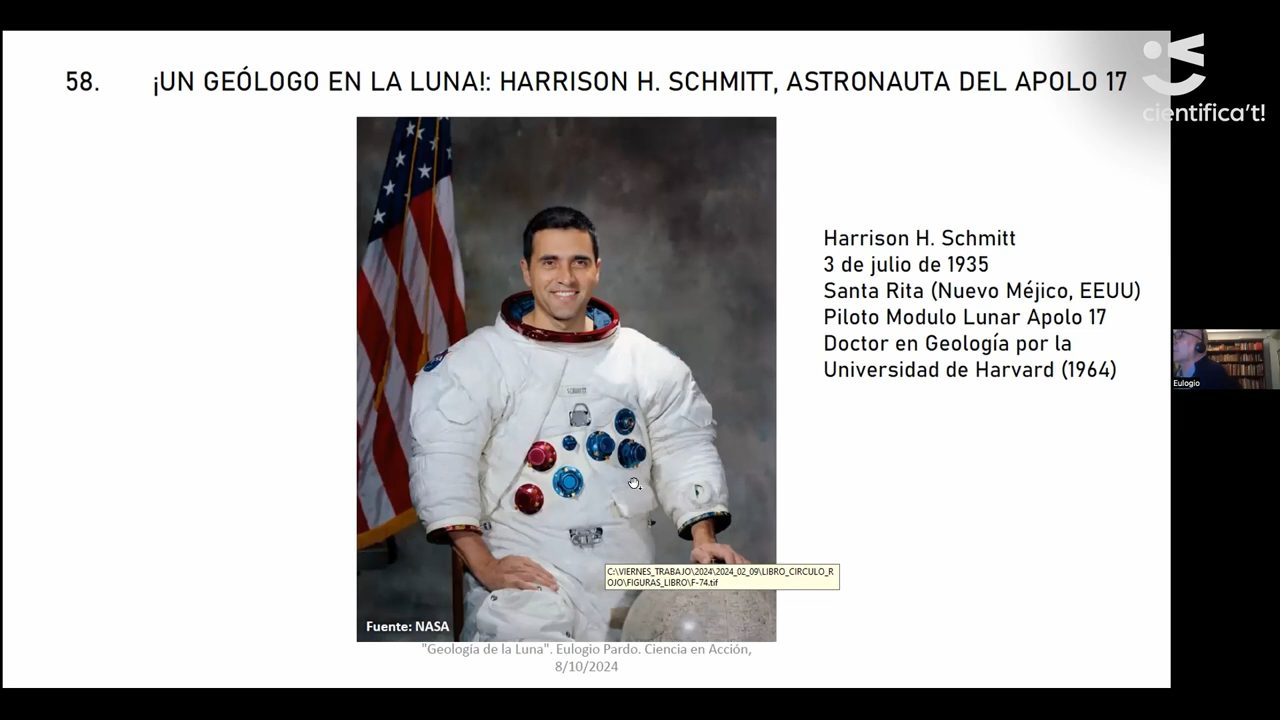 58. ¡UN GEÓLOGO EN LA LUNA!: HARRISON H. SCHMITT, ASTRONAUTA DEL APOLO 17
cientifica't!
Harrison H. Schmitt
3 de julio de 1935
Santa Rita (Nuevo Méjico, EEUU)
Piloto Modulo Lunar Apolo 17
Doctor en Geología por la
Universidad de Harvard (1964)
Eulogio
C:\VIERNES_TRABAJO\2024\2024_02_09\LIBRO_CIRCULO_R
OJO\FIGURAS_LIBRO\F-74.tif
Fuente: NASA
"Geología de la Luna". Eulogio Pardo. Ciencia en Acción,
8/10/2024